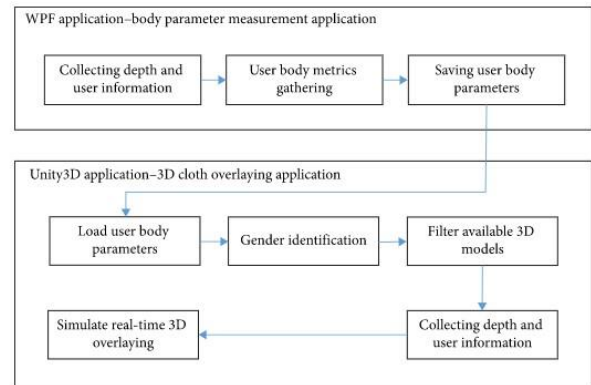 WPF application–body parameter measurement application
Collecting depth and
user information
User body metrics
gathering
Saving user body
parameters
Unity3D application–3D cloth overlaying application
Load user body
parameters
Gender identification
Filter available 3D
models
Collecting depth and
user information
Simulate real-time 3D
overlaying